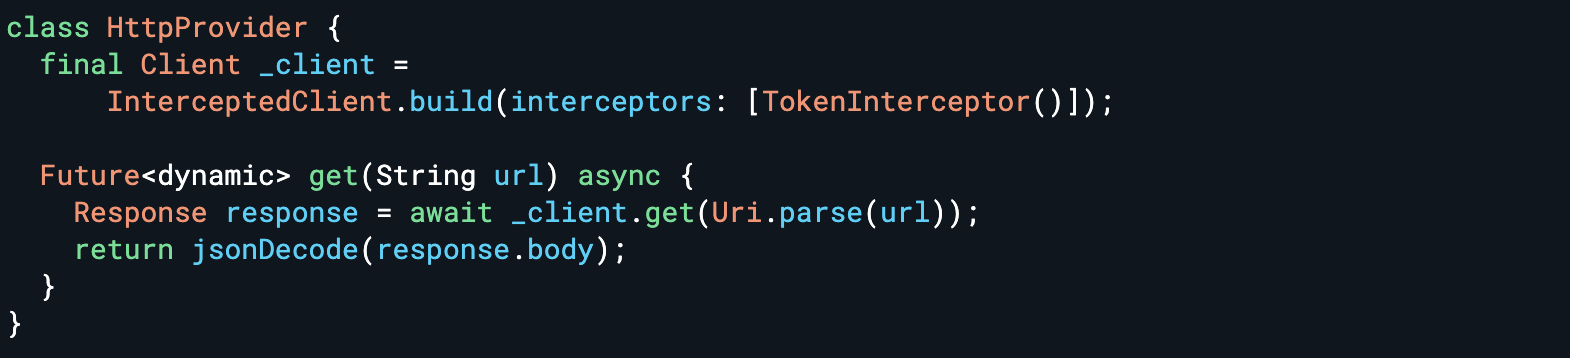 class HttpProvider {
  final Client _client =
      InterceptedClient.build(interceptors: [TokenInterceptor()]);

  Future<dynamic> get(String url) async {
    Response response = await _client.get(Uri.parse(url));
    return jsonDecode(response.body);
  }
}